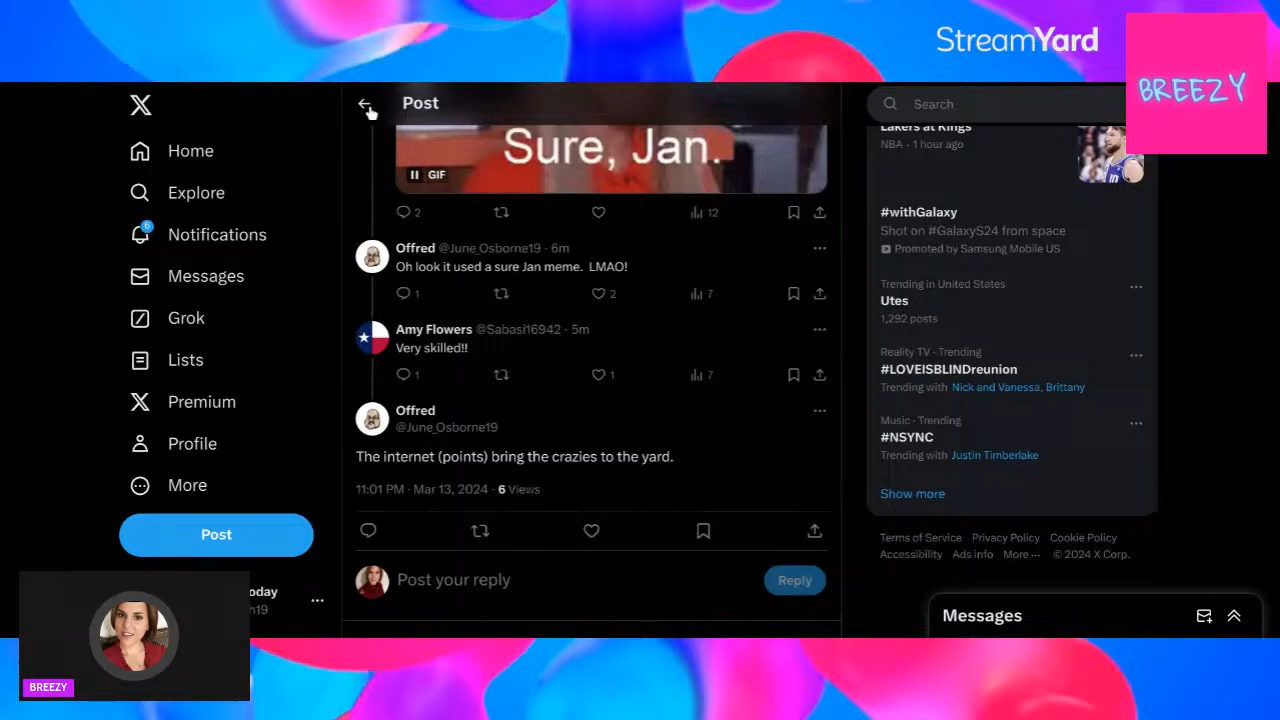 StreamYard
BREEZY
Home
Explore
6
Notifications
Messages
Grok
Lists
Premium
Profile
More
Post
oday
n19
BREEZY
Post
Sure, Jan.
GIF
2
12
Offred @June_Osborne19 · 6m
Oh look it used a sure Jan meme. LMAO!
1
2
7
Amy Flowers @Sabasi16942 · 5m
Very skilled!!
1
1
7
Offred
@June_Osborne19
The internet (points) bring the crazies to the yard.
11:01 PM · Mar 13, 2024 · 6 Views
Post your reply
Reply
Search
Lakers at Kings
NBA · 1 hour ago
#withGalaxy
Shot on #GalaxyS24 from space
Promoted by Samsung Mobile US
Trending in United States
Utes
1,292 posts
Reality TV · Trending
#LOVEISBLINDreunion
Trending with Nick and Vanessa, Brittany
Music · Trending
#NSYNC
Trending with Justin Timberlake
Show more
Terms of Service Privacy Policy Cookie Policy
Accessibility Ads info More ··· © 2024 X Corp.
Messages